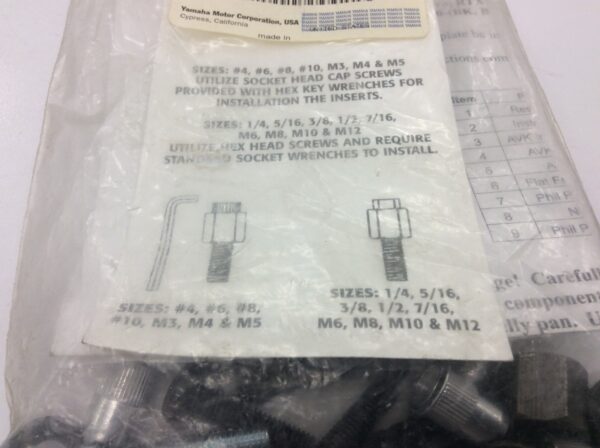 Yamaha Motor Corporation, USA
Cypress, California
made in
SIZES: #4, #6, #8, #10, M3, M4 & M5
UTILIZE SOCKET HEAD CAP SCREWS
PROVIDED WITH HEX KEY WRENCHES FOR
INSTALLATION THE INSERTS.
SIZES: 1/4, 5/16, 3/8, 1/2, 7/16,
M6, M8, M10 & M12
UTILIZE HEX HEAD SCREWS AND REQUIRE
STANDARD SOCKET WRENCHES TO INSTALL.
SIZES: #4, #6, #8,
#10, M3, M4 & M5
SIZES: 1/4, 5/16,
3/8, 1/2, 7/16,
M6, M8, M10 & M12
Item
1
2
3 AVK
4 AVK
5
6 Flat
7 Phil P
8 N
9 Phil P
Carefully
component
pan.